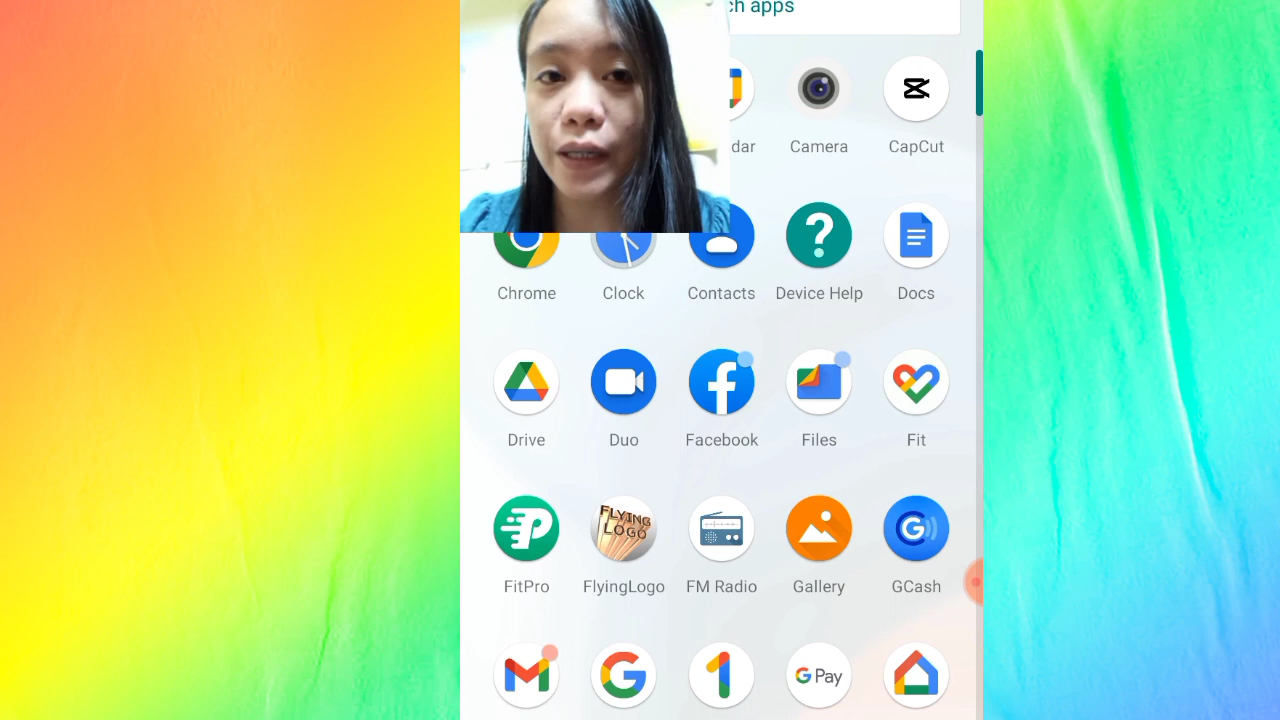 ch apps
dar
Camera
CapCut
Chrome
Clock
Contacts
Device Help
Docs
Drive
Duo
Facebook
Files
Fit
FitPro
FLYING
LOGO
FlyingLogo
FM Radio
Gallery
GCash
G Pay